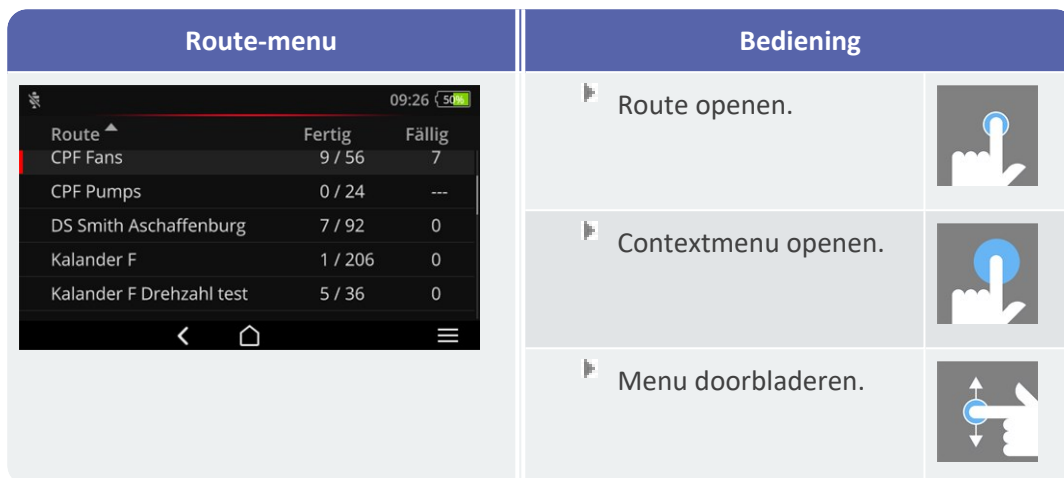 Route-menu
Bediening
09:26 50%
Route Fertig Fällig
CPF Fans 9 / 56 7
CPF Pumps 0 / 24 ---
DS Smith Aschaffenburg 7 / 92 0
Kalander F 1 / 206 0
Kalander F Drehzahl test 5 / 36 0
Route openen.
Contextmenu openen.
Menu doorbladeren.